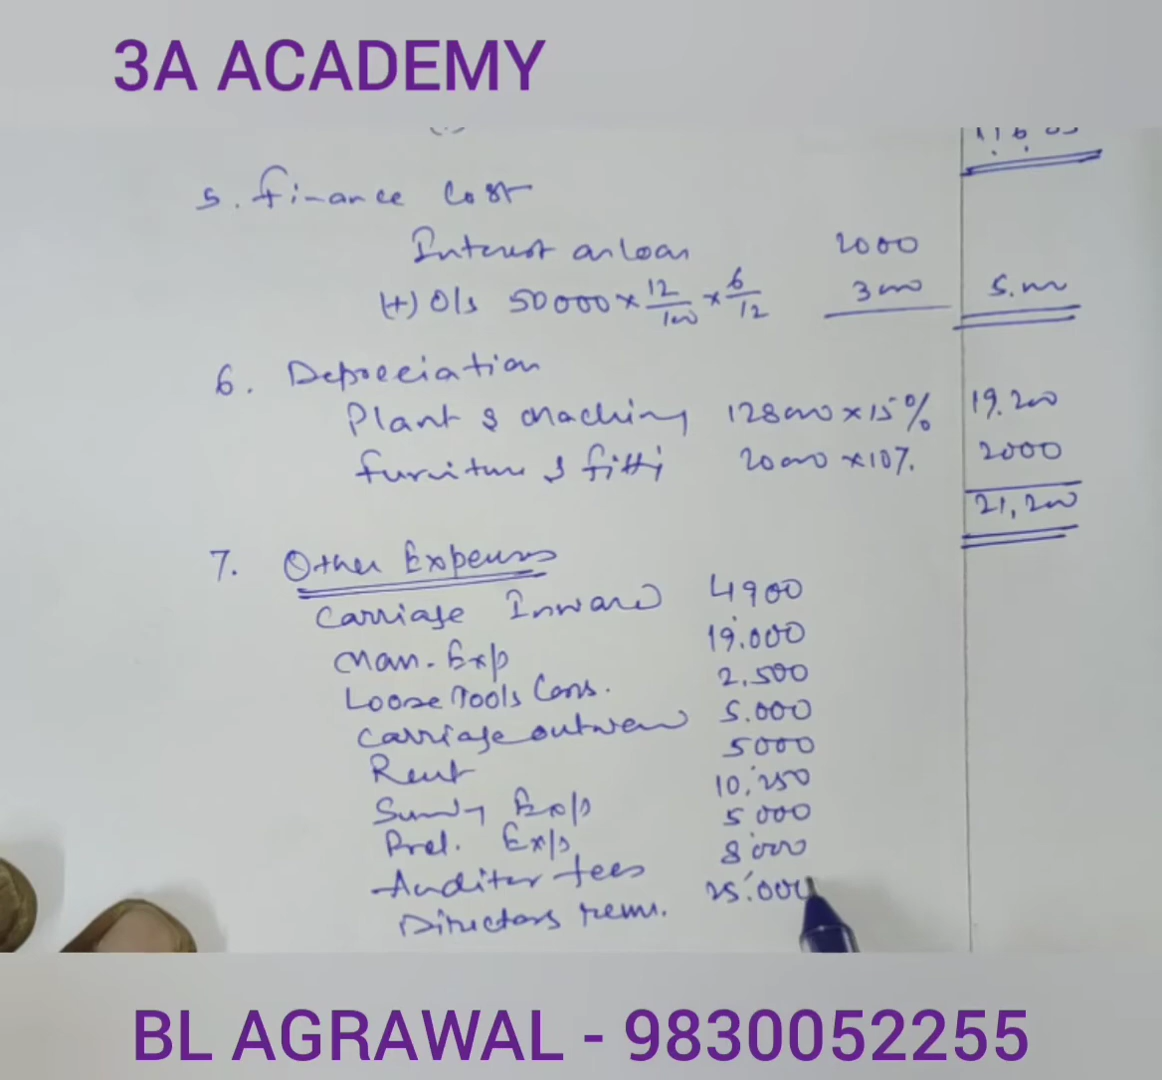 3A ACADEMY
5. Finance Cost
Interest on loan 2000
(+) O/s 50000 × 12/100 × 6/12 3000 5,000
6. Depreciation
Plant & Machinery 128000 × 15% 19,200
Furniture & fitti 20000 × 10%. 2000
21,200
7. Other Expenses
Carriage Inward 4900
Man. Exp 19,000
Loose Tools Cons. 2,500
Carriage outward 5,000
Rent 5000
Sundry Exp 10,250
Prel. Exp 5000
Auditor fees 8000
Directors remu. 25,000
BL AGRAWAL - 9830052255